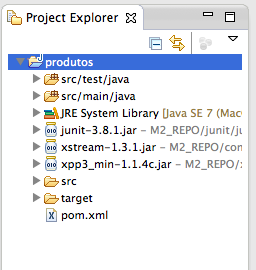 Project Explorer
produtos
src/test/java
src/main/java
JRE System Library [Java SE 7 (Mac
junit-3.8.1.jar - M2_REPO/junit/ju
xstream-1.3.1.jar - M2_REPO/com/
xpp3_min-1.1.4c.jar - M2_REPO/x
src
target
pom.xml